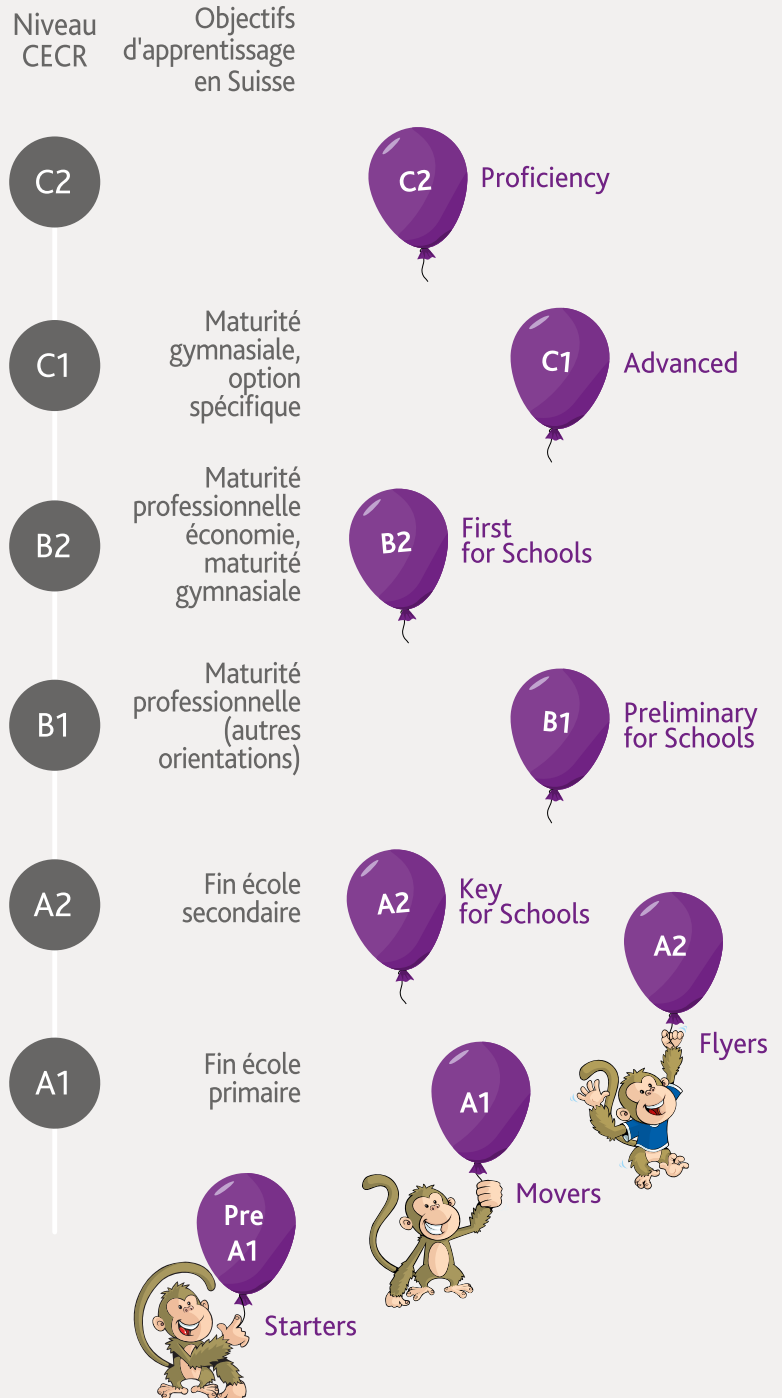 Niveau
CECR
Objectifs
d'apprentissage
en Suisse
C2
C2
Proficiency
C1
Maturité
gymnasiale,
option
spécifique
C1
Advanced
B2
Maturité
professionnelle
économie,
maturité
gymnasiale
B2
First
for Schools
B1
Maturité
professionnelle
(autres
orientations)
B1
Preliminary
for Schools
A2
Fin école
secondaire
A2
Key
for Schools
A2
Flyers
A1
Fin école
primaire
A1
Movers
Pre
A1
Starters